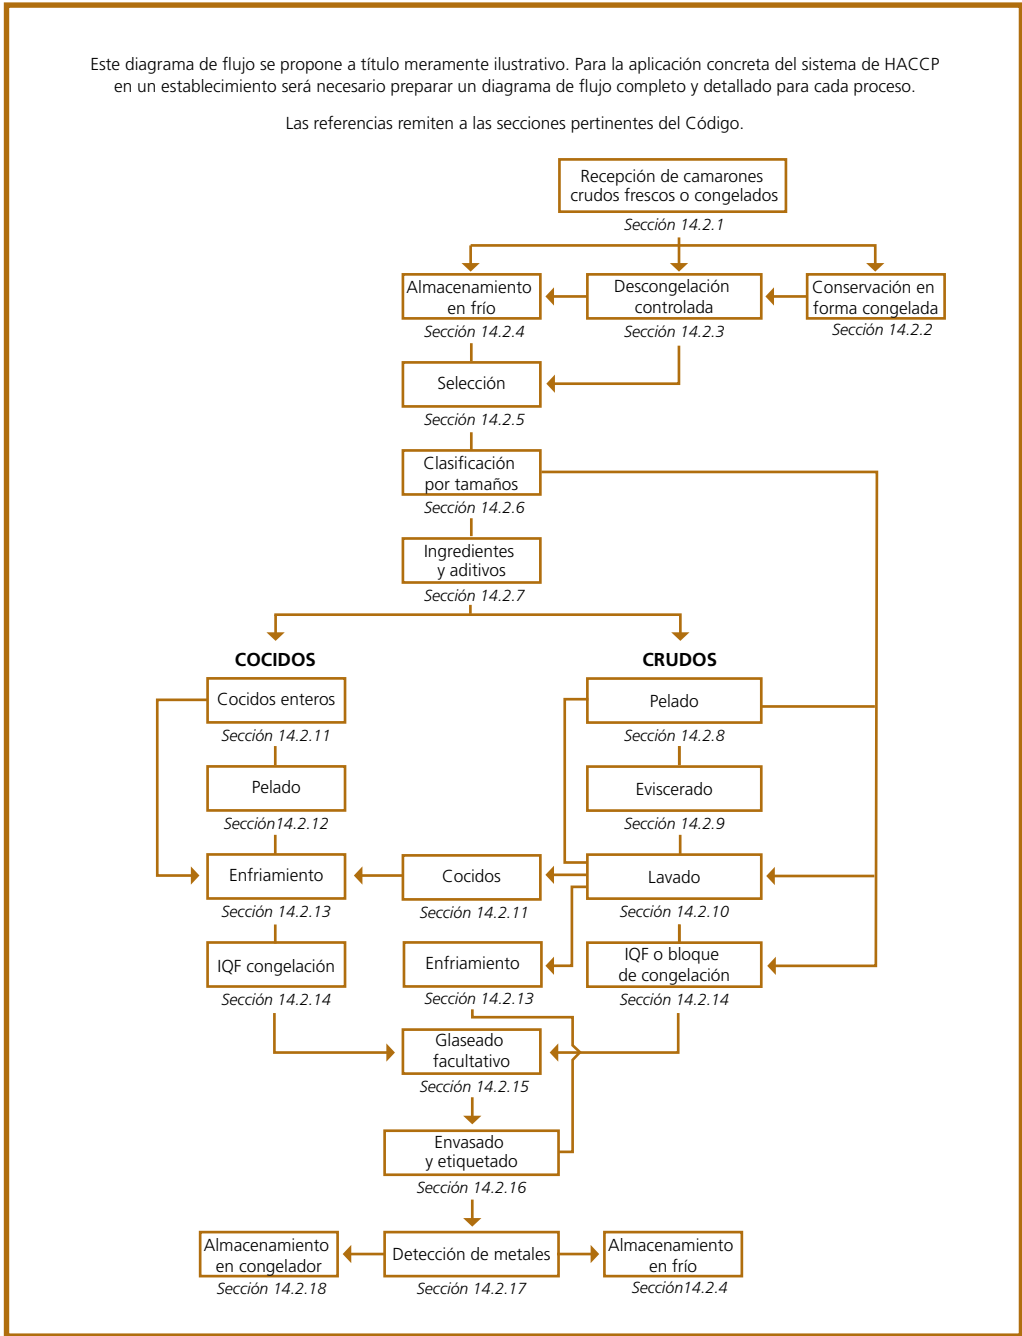 Este diagrama de flujo se propone a título meramente ilustrativo. Para la aplicación concreta del sistema de HACCP
en un establecimiento será necesario preparar un diagrama de flujo completo y detallado para cada proceso.
Las referencias remiten a las secciones pertinentes del Código.
Recepción de camarones
crudos frescos o congelados
Sección 14.2.1
Almacenamiento
en frío
Sección 14.2.4
Descongelación
controlada
Sección 14.2.3
Conservación en
forma congelada
Sección 14.2.2
Selección
Sección 14.2.5
Clasificación
por tamaños
Sección 14.2.6
Ingredientes
y aditivos
Sección 14.2.7
COCIDOS
CRUDOS
Cocidos enteros
Sección 14.2.11
Pelado
Sección 14.2.8
Pelado
Sección14.2.12
Eviscerado
Sección 14.2.9
Enfriamiento
Sección 14.2.13
Cocidos
Sección 14.2.11
Lavado
Sección 14.2.10
IQF congelación
Sección 14.2.14
Enfriamiento
Sección 14.2.13
IQF o bloque
de congelación
Sección 14.2.14
Glaseado
facultativo
Sección 14.2.15
Envasado
y etiquetado
Sección 14.2.16
Almacenamiento
en congelador
Sección 14.2.18
Detección de metales
Sección 14.2.17
Almacenamiento
en frío
Sección14.2.4